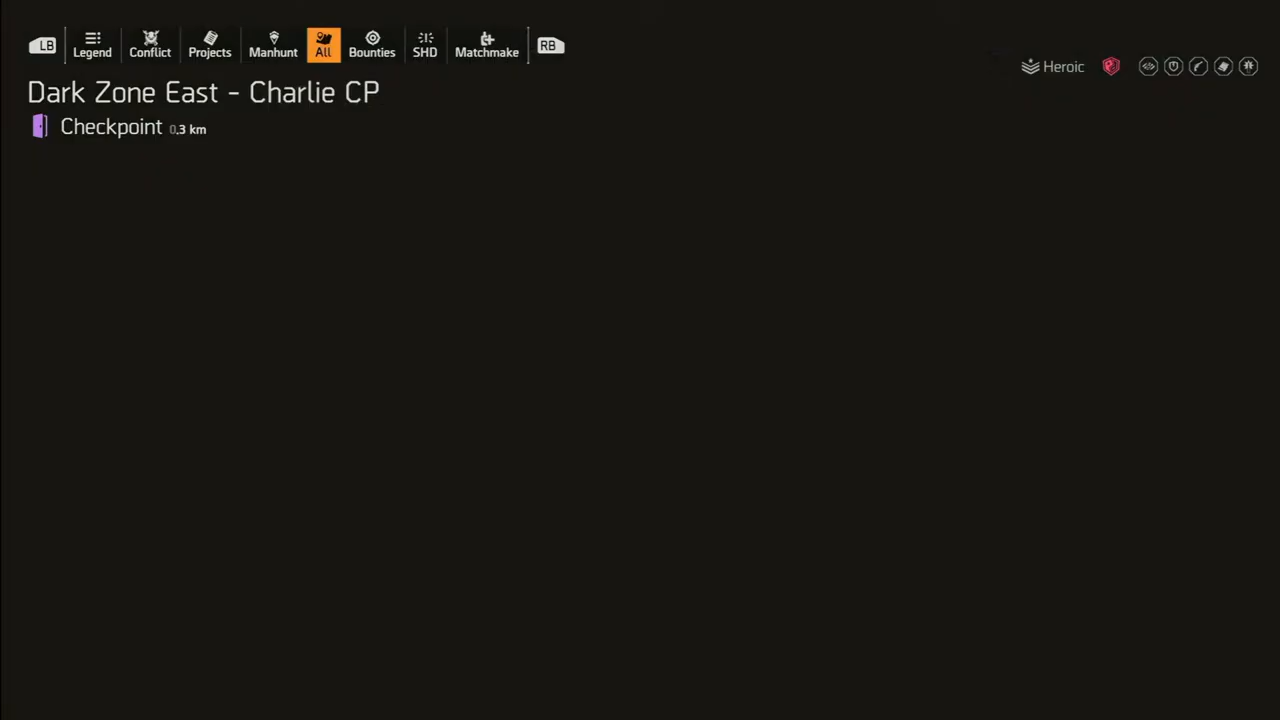 LB Legend Conflict Projects Manhunt All Bounties SHD Matchmake RB
Heroic
Dark Zone East - Charlie CP
Checkpoint 0.3 km